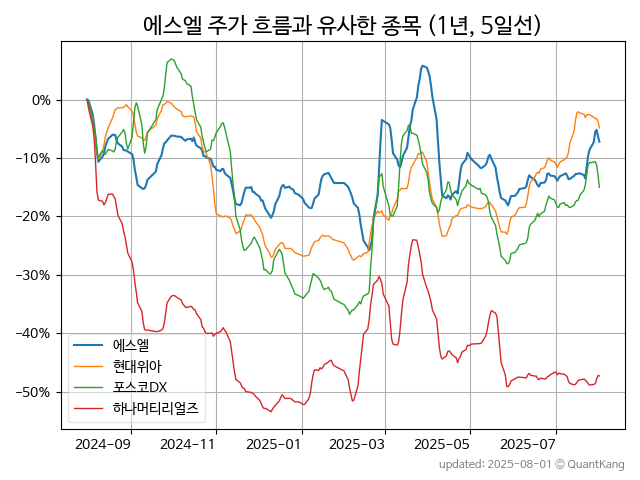 에스엘 주가 흐름과 유사한 종목 (1년, 5일선)
0%
−10%
−20%
−30%
−40%
−50%
에스엘
현대위아
포스코DX
하나머티리얼즈
2024-09 2024-11 2025-01 2025-03 2025-05 2025-07
updated: 2025-08-01 © QuantKang